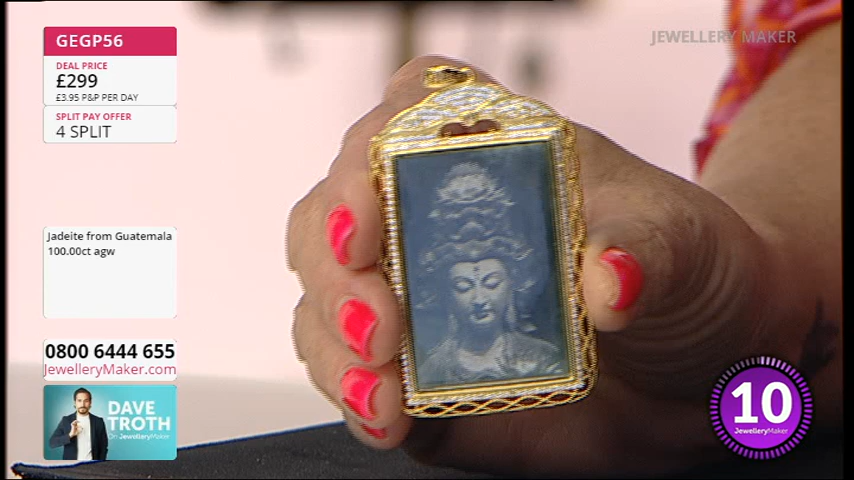 GEGP56
DEAL PRICE
£299
£3.95 P&P PER DAY
SPLIT PAY OFFER
4 SPLIT
Jadeite from Guatemala
100.00ct agw
0800 6444 655
JewelleryMaker.com
DAVE
TROTH
On JewelleryMaker
JEWELLERY MAKER
10
JewelleryMaker